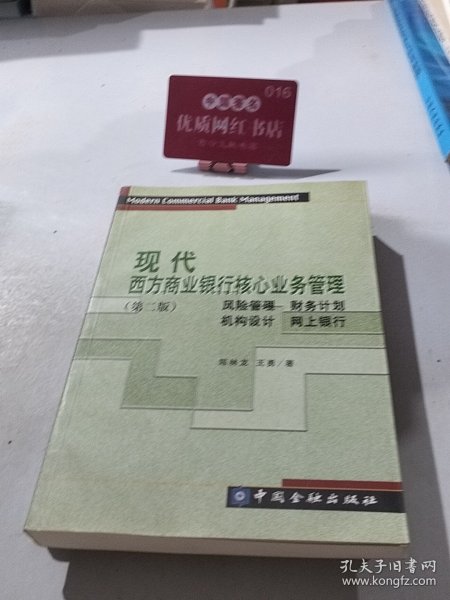 016
优质网红书店
Modern Commercial Bank Management
现代
西方商业银行核心业务管理
(第二版)
风险管理 财务计划
机构设计 网上银行
王勇/著
中国金融出版社
孔夫子旧书网
www.kongfz.com